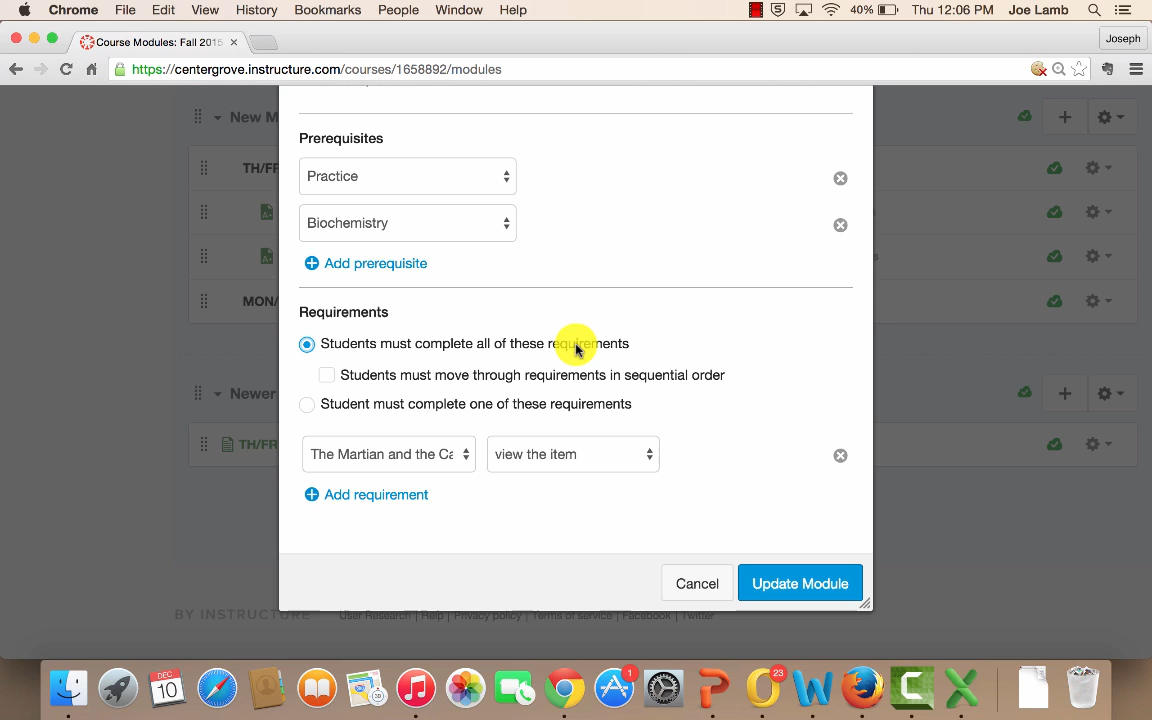 Chrome File Edit View History Bookmarks People Window Help 40% Thu 12:06 PM Joe Lamb
Course Modules: Fall 2015 Joseph
https://centergrove.instructure.com/courses/1658892/modules
New M
Prerequisites
TH/FF
Practice
Biochemistry
Add prerequisite
MON/
Requirements
Students must complete all of these requirements
Students must move through requirements in sequential order
Newer
Student must complete one of these requirements
TH/FR
The Martian and the Ca view the item
Add requirement
Cancel Update Module
BY INSTRUCTURE User Research | Help | Privacy policy | Terms of service | Facebook | Twitter
DEC
10
1
23